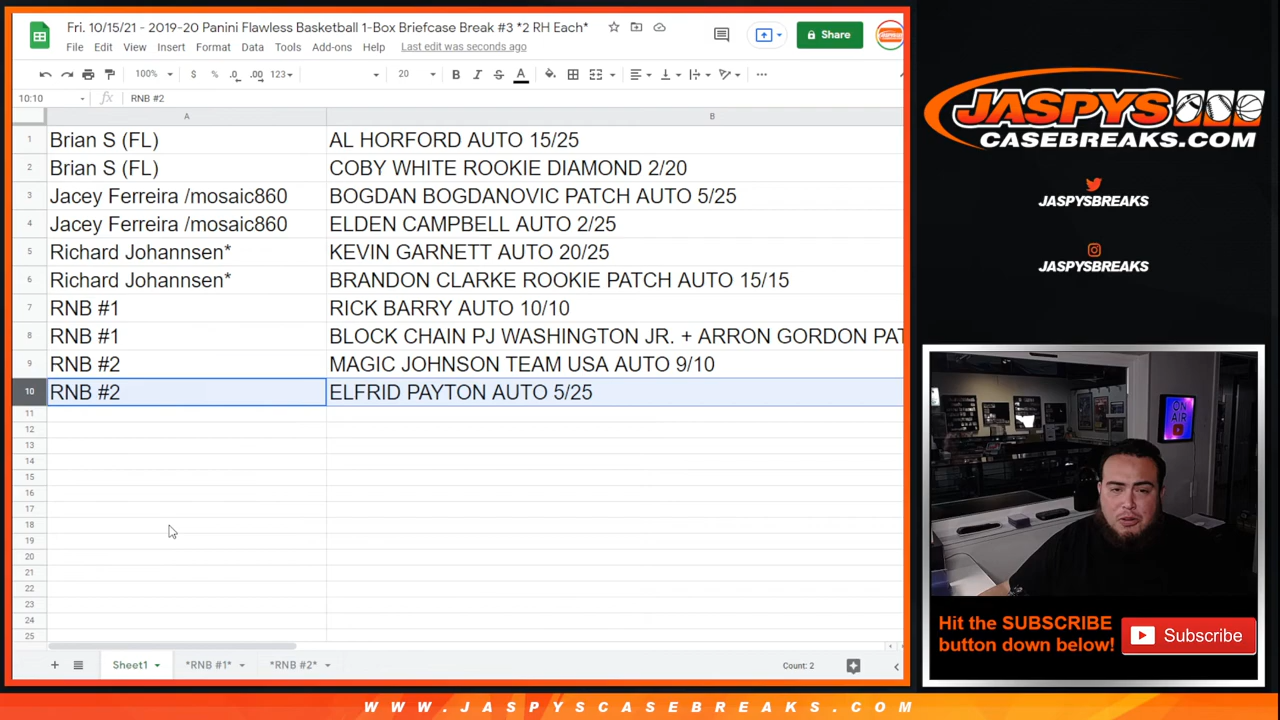 Fri. 10/15/21 - 2019-20 Panini Flawless Basketball 1-Box Briefcase Break #3 *2 RH Each*
File Edit View Insert Format Data Tools Add-ons Help Last edit was seconds ago
Share
100% $ % .0 .00 123 20 B I S A
10:10 fx RNB #2
A B
1 Brian S (FL) AL HORFORD AUTO 15/25
2 Brian S (FL) COBY WHITE ROOKIE DIAMOND 2/20
3 Jacey Ferreira /mosaic860 BOGDAN BOGDANOVIC PATCH AUTO 5/25
4 Jacey Ferreira /mosaic860 ELDEN CAMPBELL AUTO 2/25
5 Richard Johannsen* KEVIN GARNETT AUTO 20/25
6 Richard Johannsen* BRANDON CLARKE ROOKIE PATCH AUTO 15/15
7 RNB #1 RICK BARRY AUTO 10/10
8 RNB #1 BLOCK CHAIN PJ WASHINGTON JR. + ARRON GORDON PAT
9 RNB #2 MAGIC JOHNSON TEAM USA AUTO 9/10
10 RNB #2 ELFRID PAYTON AUTO 5/25
11
12
13
14
15
16
17
18
19
20
21
22
23
24
25
Sheet1 *RNB #1* *RNB #2* Count: 2
JASPYS
CASEBREAKS.COM
JASPYSBREAKS
JASPYSBREAKS
ON AIR
Hit the SUBSCRIBE
button down below!
Subscribe
WWW.JASPYSCASEBREAKS.COM